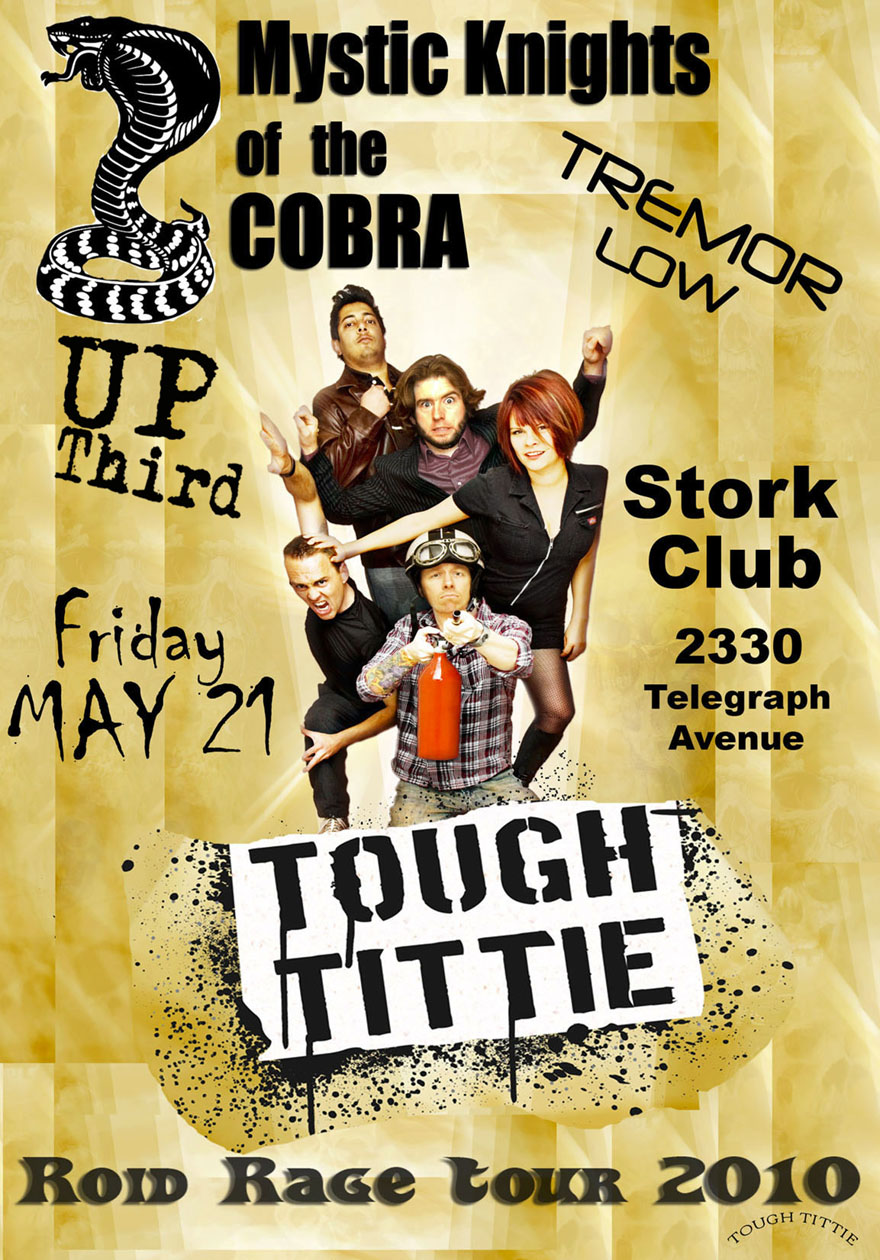 Mystic Knights
of the
COBRA
TREMOR
LOW
UP
Third
Stork
Club
2330
Telegraph
Avenue
Friday
MAY 21
TOUGH
TITTIE
Roid Rage Tour 2010
TOUGH TITTIE